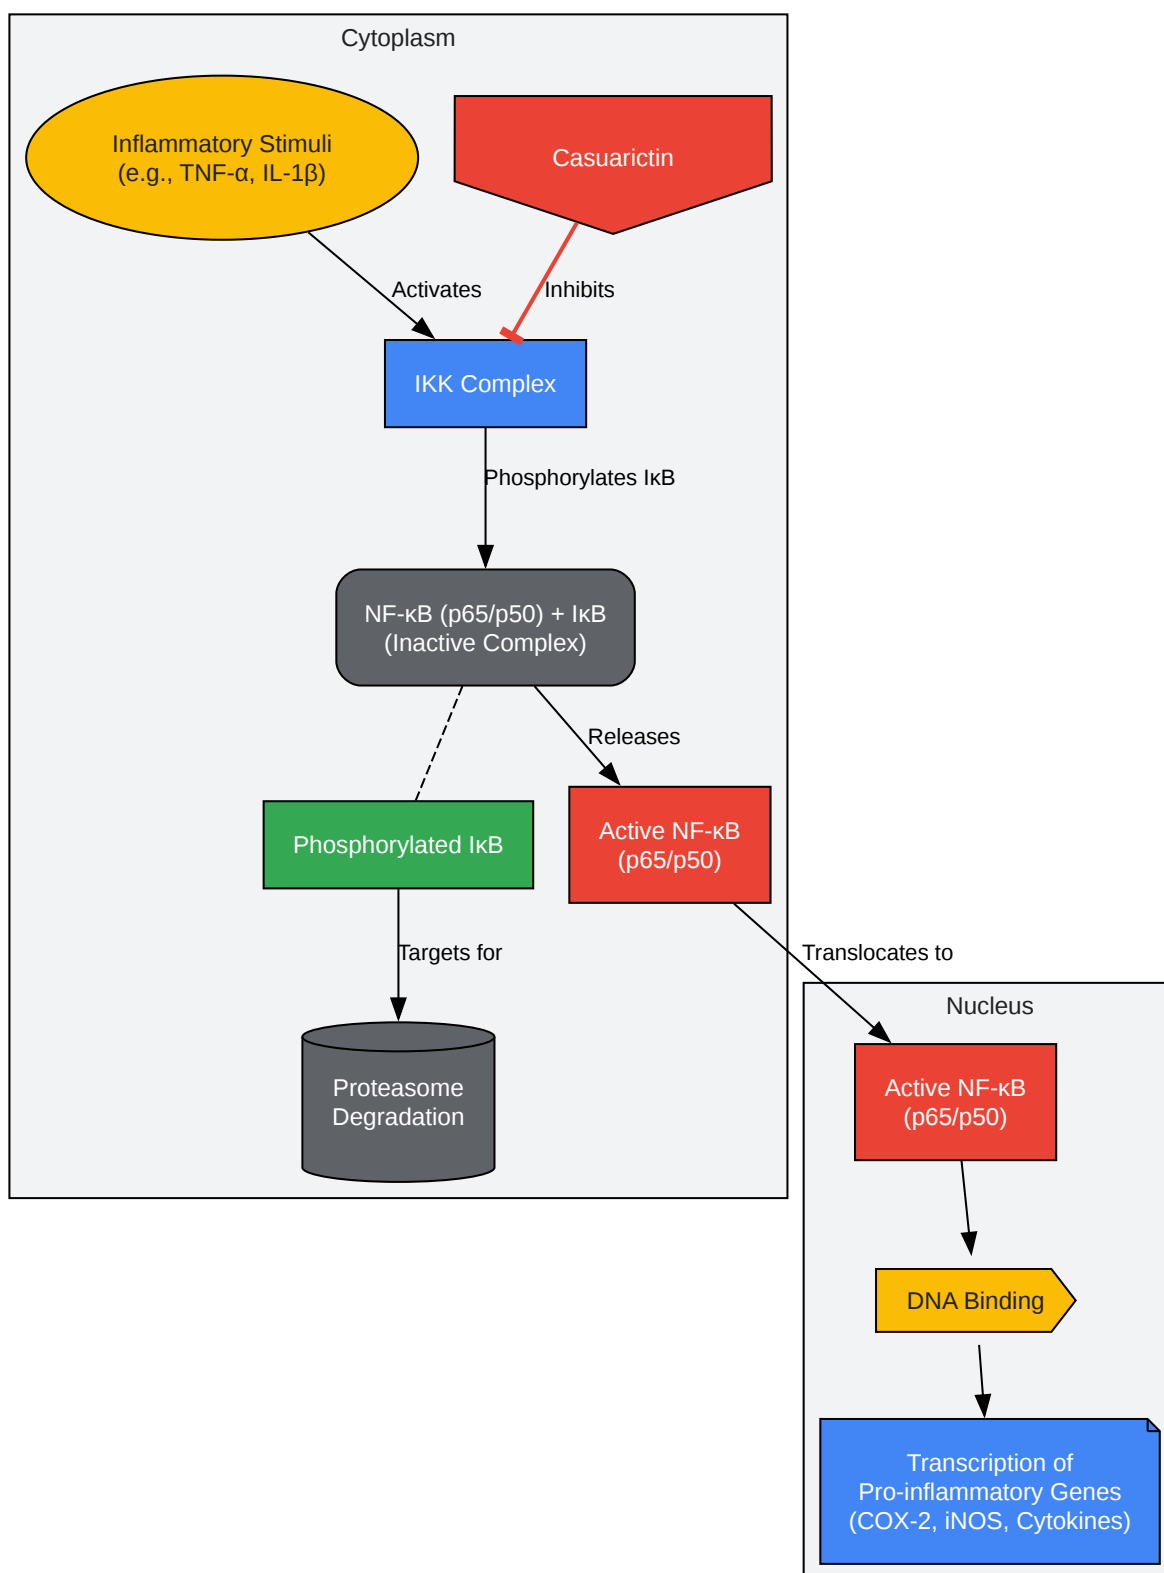 Cytoplasm
Inflammatory Stimuli
(e.g., TNF-α, IL-1β)
Casuarictin
Activates
Inhibits
IKK Complex
Phosphorylates IκB
NF-κB (p65/p50) + IκB
(Inactive Complex)
Releases
Phosphorylated IκB
Active NF-κB
(p65/p50)
Targets for
Translocates to
Proteasome
Degradation
Nucleus
Active NF-κB
(p65/p50)
DNA Binding
Transcription of
Pro-inflammatory Genes
(COX-2, iNOS, Cytokines)